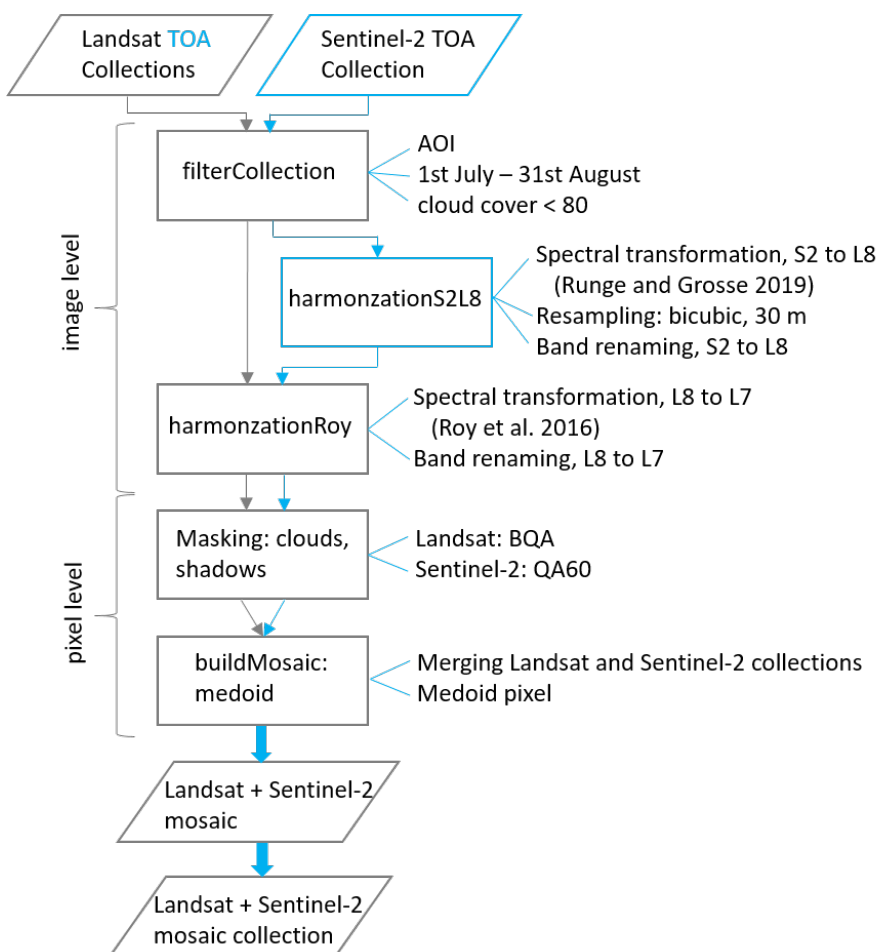 Landsat TOA
Collections
Sentinel-2 TOA
Collection
filterCollection
AOI
1st July – 31st August
cloud cover < 80
image level
harmonzationS2L8
Spectral transformation, S2 to L8
(Runge and Grosse 2019)
Resampling: bicubic, 30 m
Band renaming, S2 to L8
harmonzationRoy
Spectral transformation, L8 to L7
(Roy et al. 2016)
Band renaming, L8 to L7
pixel level
Masking: clouds,
shadows
Landsat: BQA
Sentinel-2: QA60
buildMosaic:
medoid
Merging Landsat and Sentinel-2 collections
Medoid pixel
Landsat + Sentinel-2
mosaic
Landsat + Sentinel-2
mosaic collection